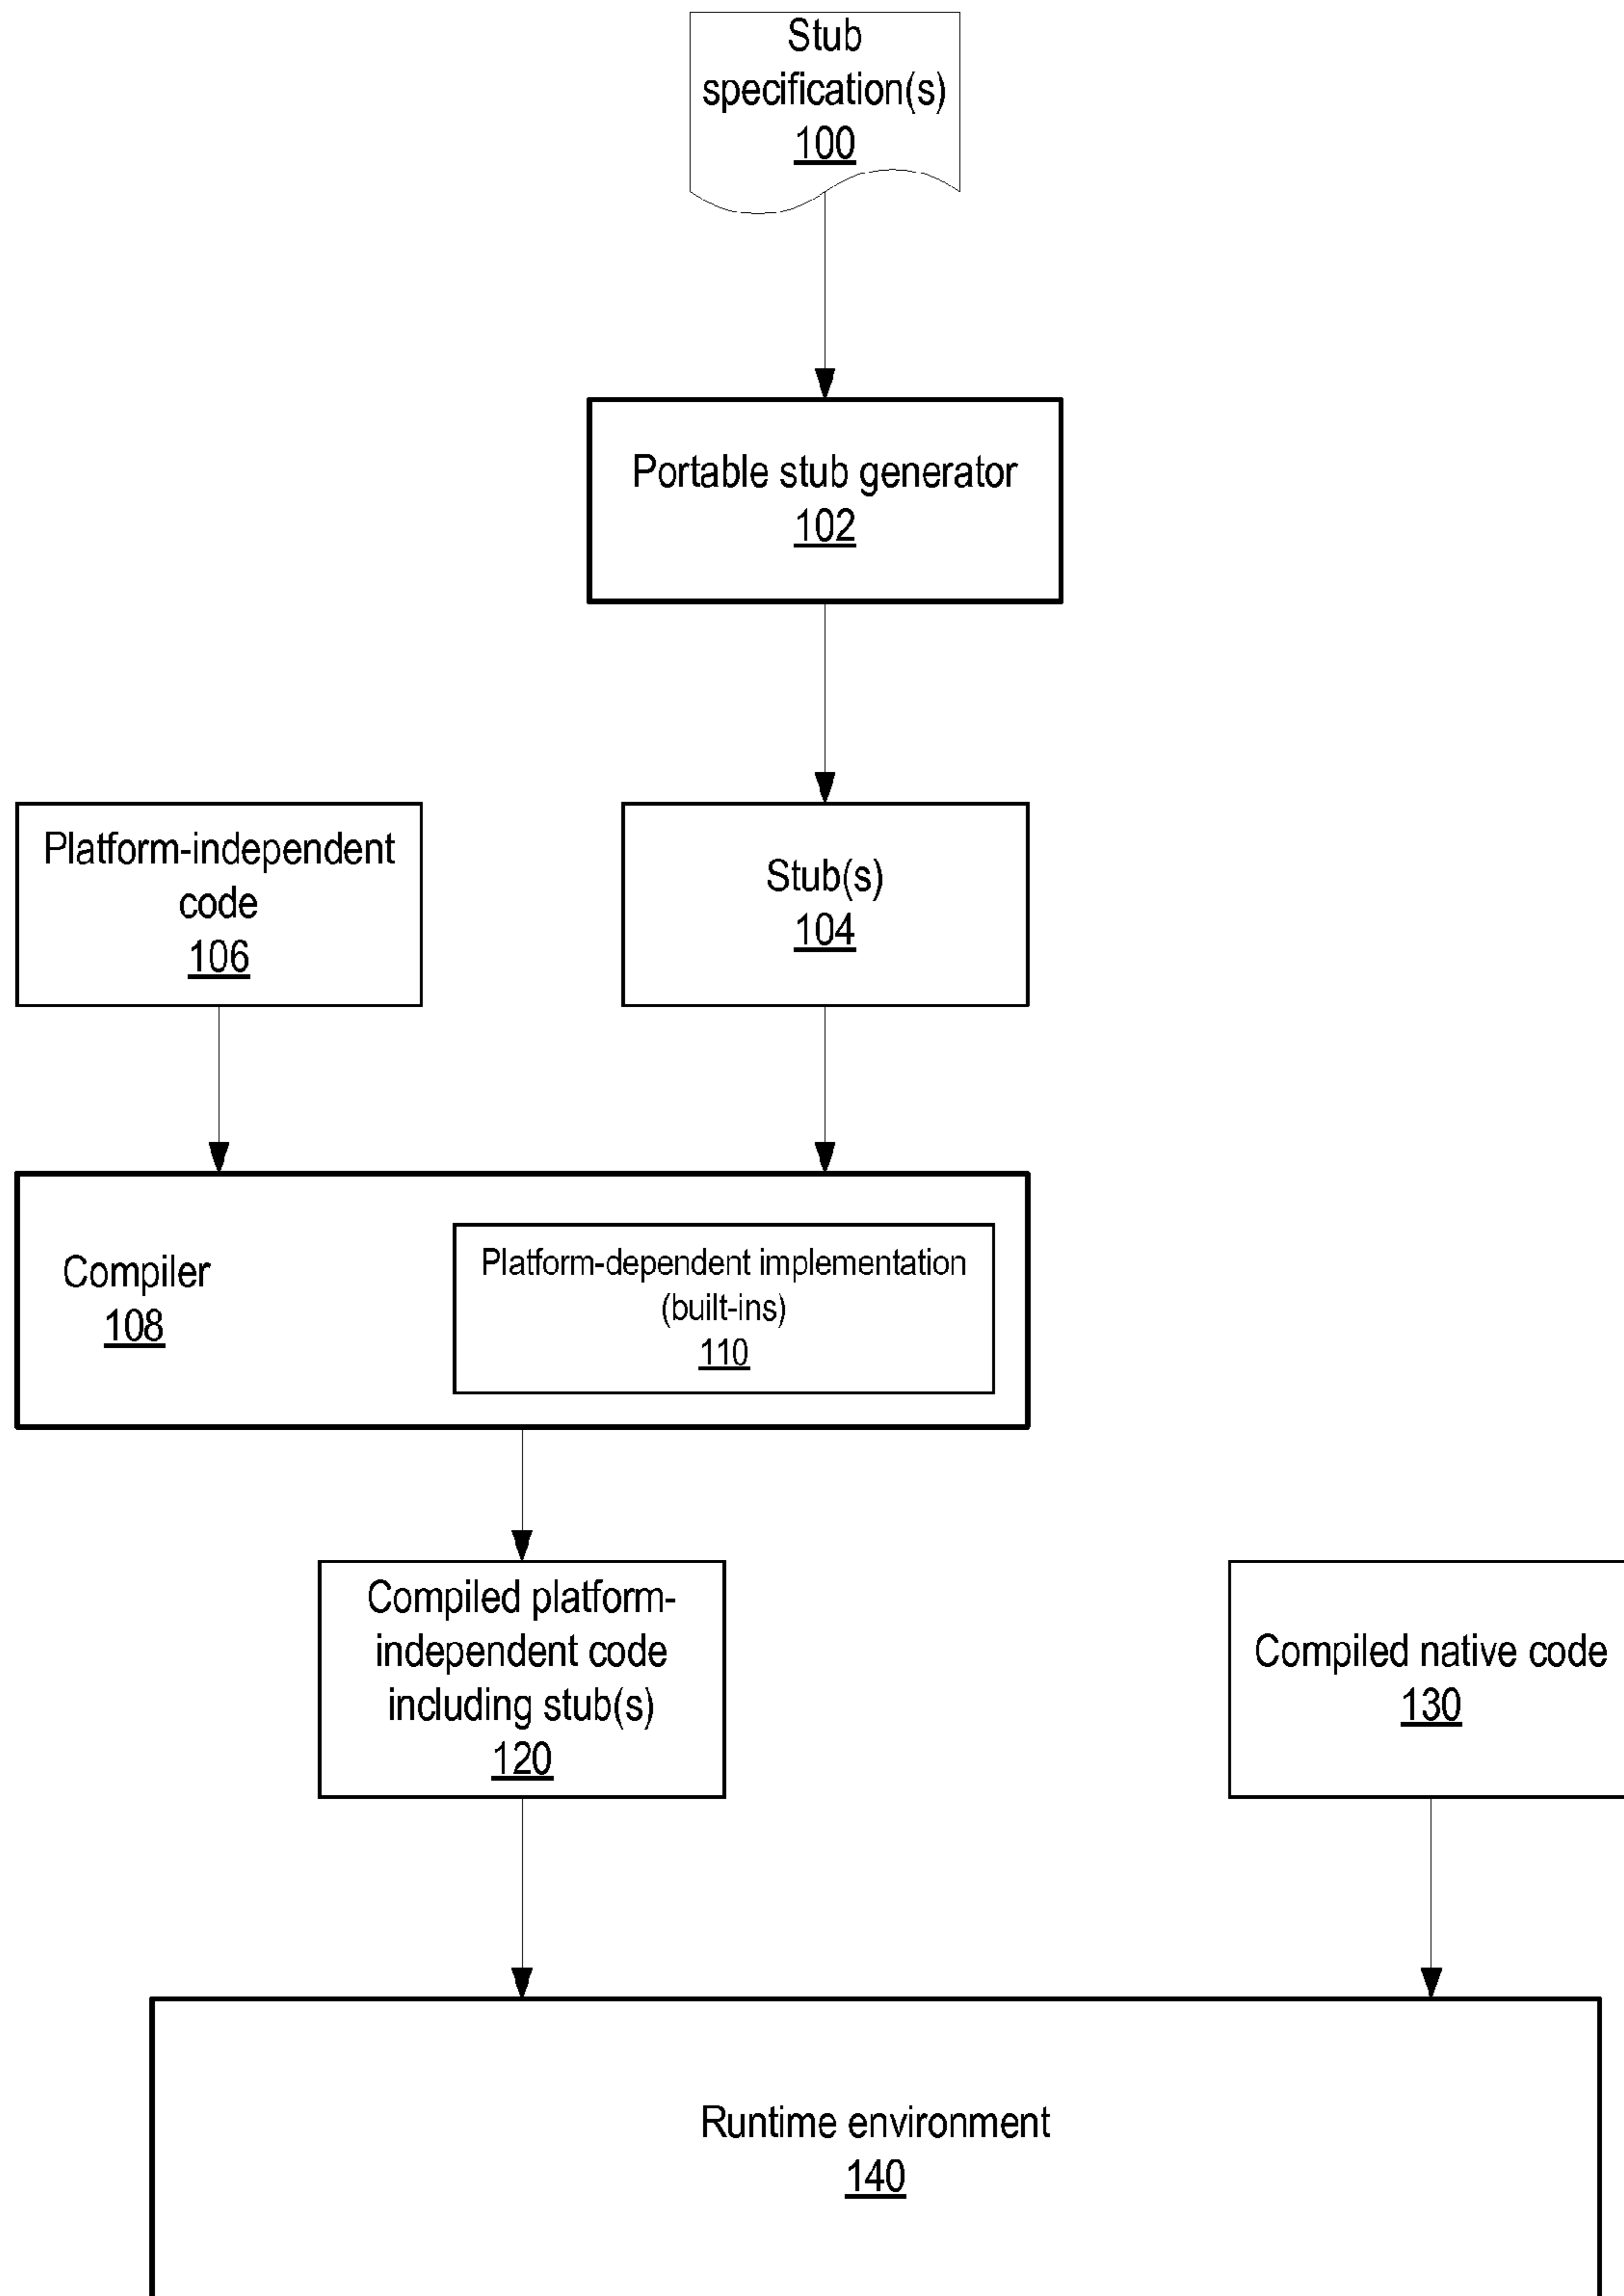 Stub
specification(s)
100
Portable stub generator
102
Platform-independent
code
106
Stub(s)
104
Compiler
108
Platform-dependent implementation
(built-ins)
110
Compiled platform-
independent code
including stub(s)
120
Compiled native code
130
Runtime environment
140